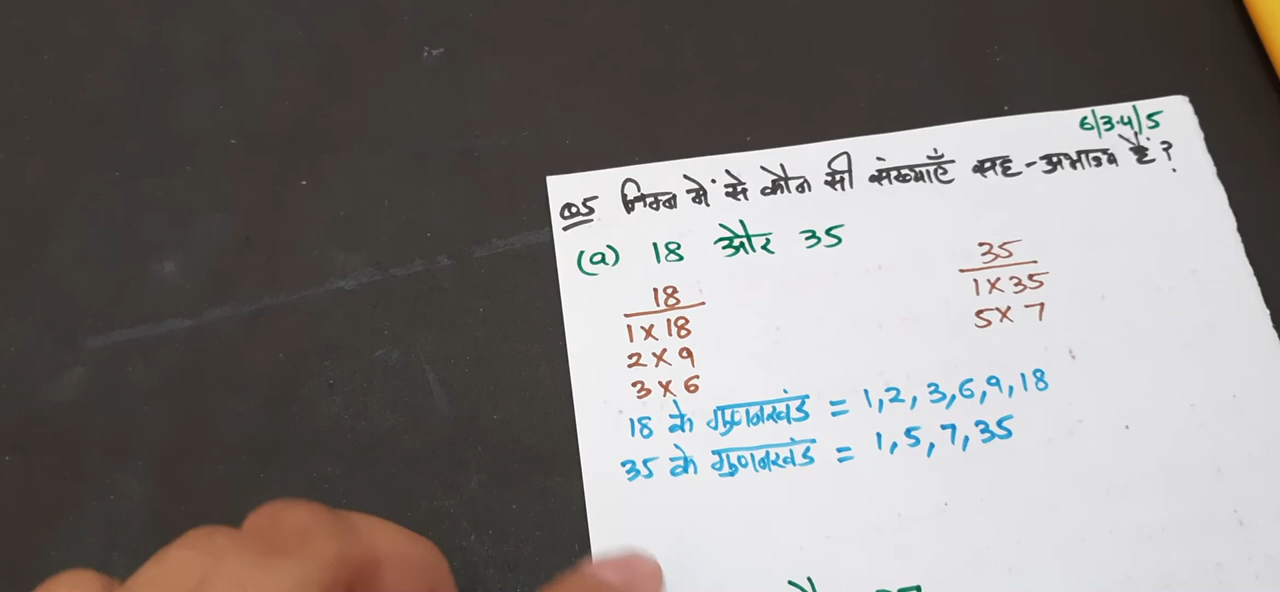 6/3.4/5
Q5 निम्न में से कौन सी संख्याएँ सह-अभाज्य हैं?
(a) 18 और 35
18 35
1×18 1×35
2×9 5×7
3×6
18 के गुणनखंड = 1,2,3,6,9,18
35 के गुणनखंड = 1,5,7,35